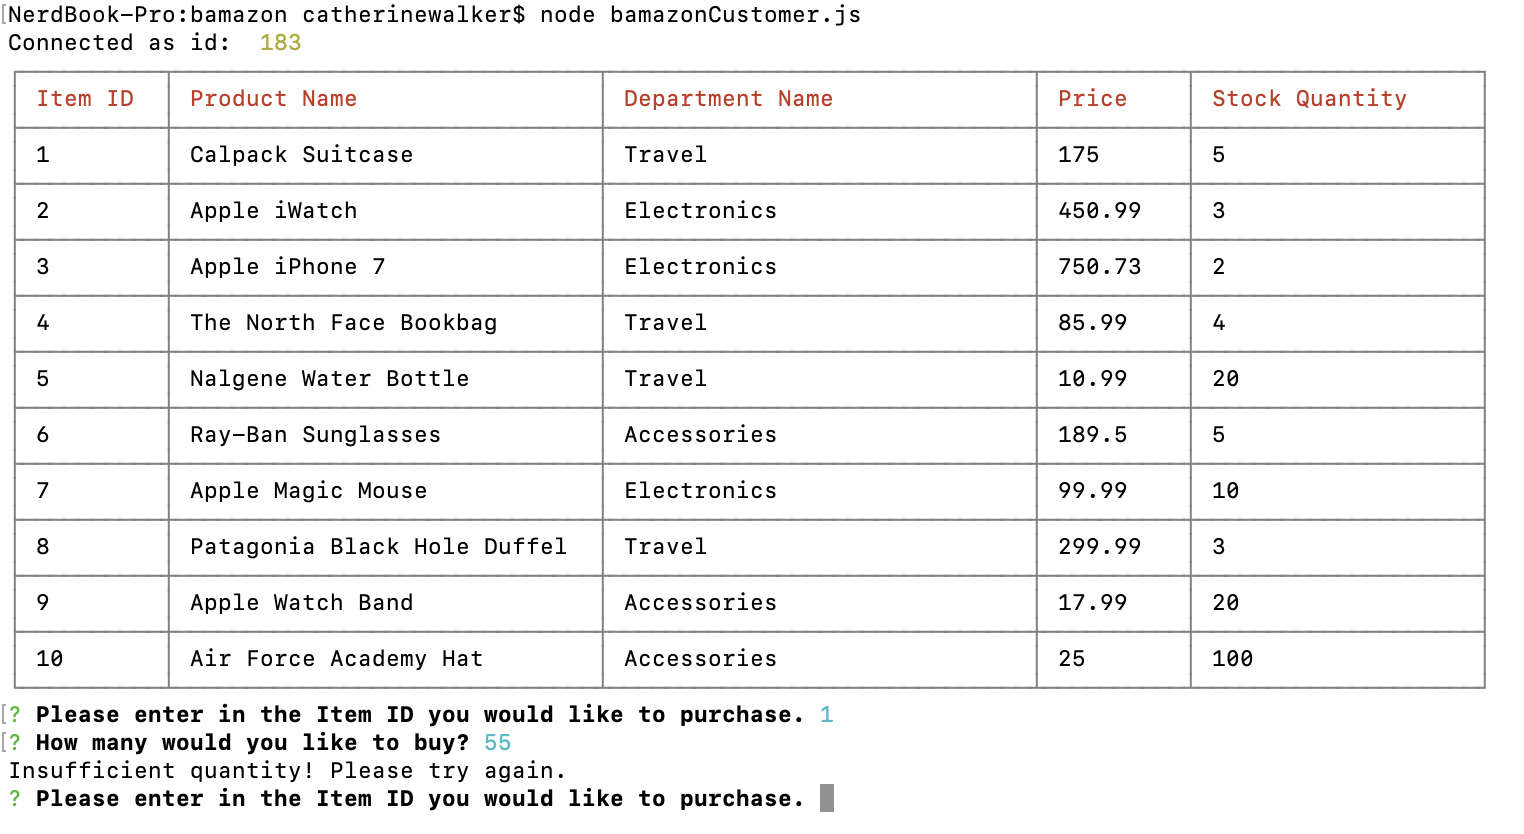 [NerdBook-Pro:bamazon catherinewalker$ node bamazonCustomer.js
Connected as id:  183
Item ID Product Name Department Name Price Stock Quantity
1 Calpack Suitcase Travel 175 5
2 Apple iWatch Electronics 450.99 3
3 Apple iPhone 7 Electronics 750.73 2
4 The North Face Bookbag Travel 85.99 4
5 Nalgene Water Bottle Travel 10.99 20
6 Ray-Ban Sunglasses Accessories 189.5 5
7 Apple Magic Mouse Electronics 99.99 10
8 Patagonia Black Hole Duffel Travel 299.99 3
9 Apple Watch Band Accessories 17.99 20
10 Air Force Academy Hat Accessories 25 100
[? Please enter in the Item ID you would like to purchase. 1
[? How many would you like to buy? 55
Insufficient quantity! Please try again.
? Please enter in the Item ID you would like to purchase.